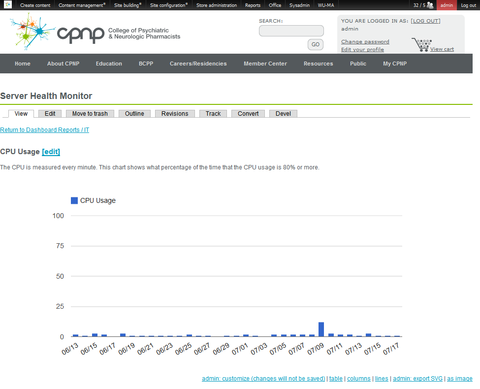 Create content Content management Site building Site configuration Store administration Reports Office Sysadmin WU-MA 32 / 5 admin Log out
cpnp College of Psychiatric
& Neurologic Pharmacists
SEARCH:
GO
YOU ARE LOGGED IN AS: [LOG OUT]
admin
Change password
Edit your profile
View cart
Home About CPNP Education BCPP Careers/Residencies Member Center Resources Public My CPNP
Server Health Monitor
View Edit Move to trash Outline Revisions Track Convert Devel
Return to Dashboard Reports / IT
CPU Usage [edit]
The CPU is measured every minute. This chart shows what percentage of the time that the CPU usage is 80% or more.
CPU Usage
100
75
50
25
0
06/13 06/15 06/17 06/19 06/21 06/23 06/25 06/27 06/29 07/01 07/03 07/05 07/07 07/09 07/11 07/13 07/15 07/17
admin: customize (changes will not be saved) | table | columns | lines | admin: export SVG | as image